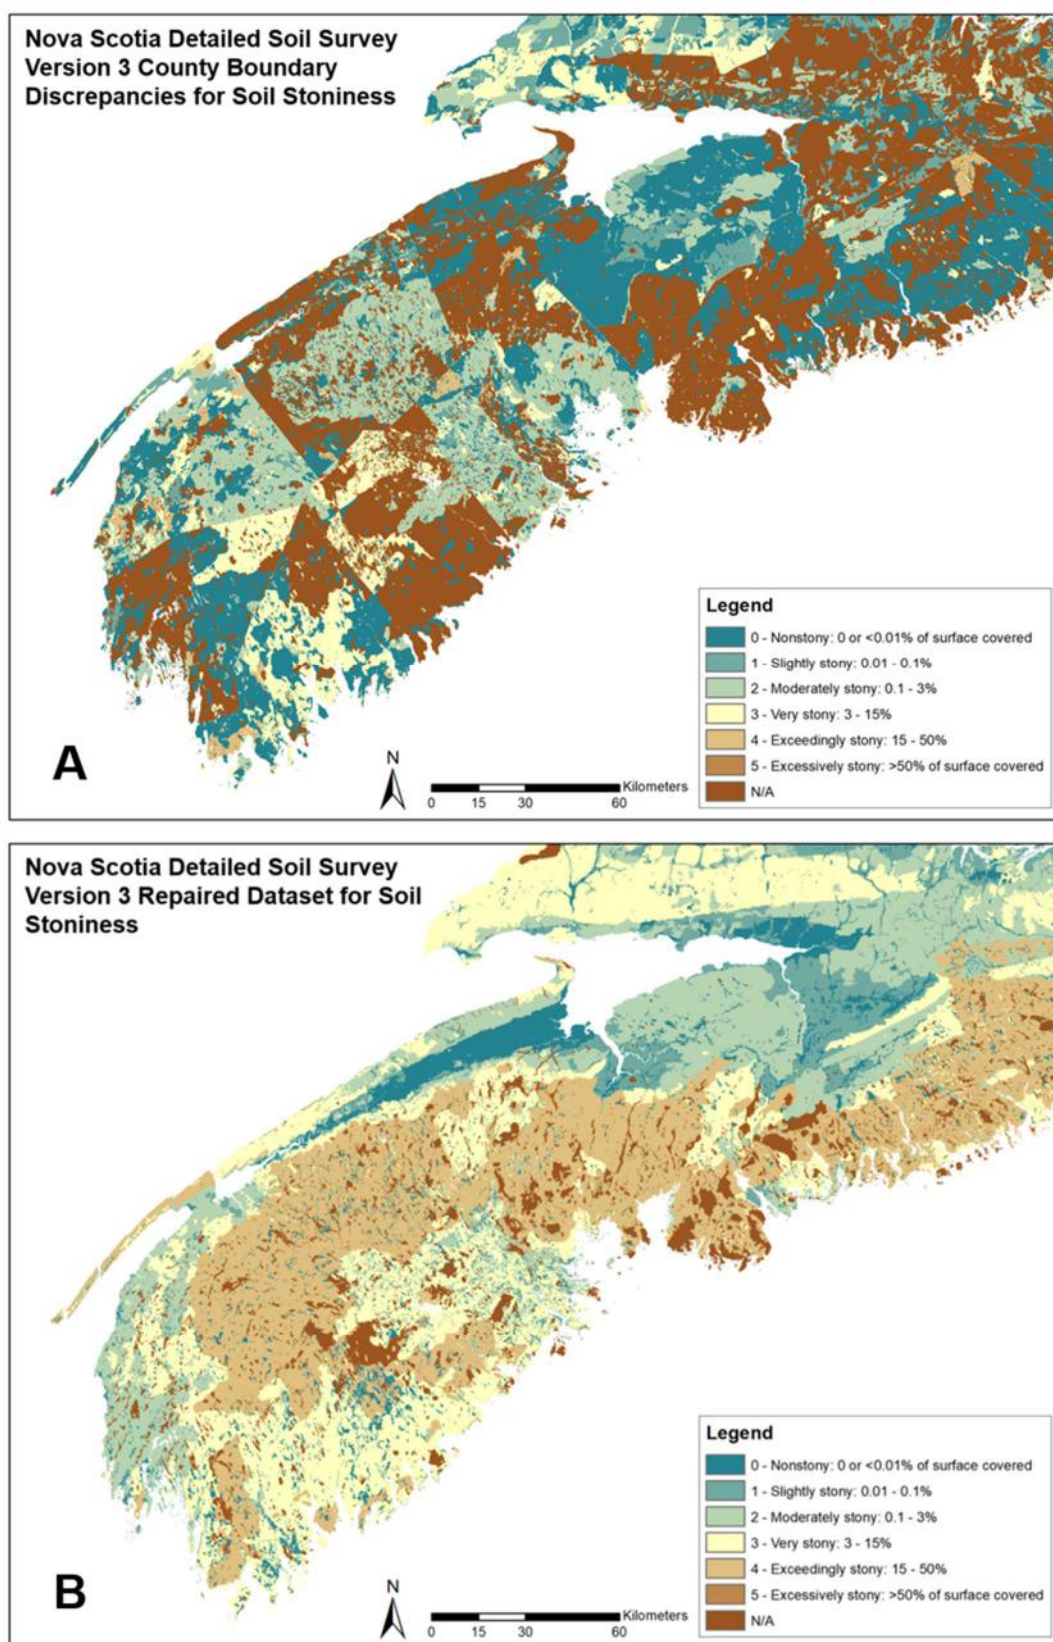 Nova Scotia Detailed Soil Survey
Version 3 County Boundary
Discrepancies for Soil Stoniness
Legend
0 - Nonstony: 0 or <0.01% of surface covered
1 - Slightly stony: 0.01 - 0.1%
2 - Moderately stony: 0.1 - 3%
3 - Very stony: 3 - 15%
4 - Exceedingly stony: 15 - 50%
5 - Excessively stony: >50% of surface covered
N/A
A
N
Kilometers
0 15 30 60
Nova Scotia Detailed Soil Survey
Version 3 Repaired Dataset for Soil
Stoniness
Legend
0 - Nonstony: 0 or <0.01% of surface covered
1 - Slightly stony: 0.01 - 0.1%
2 - Moderately stony: 0.1 - 3%
3 - Very stony: 3 - 15%
4 - Exceedingly stony: 15 - 50%
5 - Excessively stony: >50% of surface covered
N/A
B
N
Kilometers
0 15 30 60